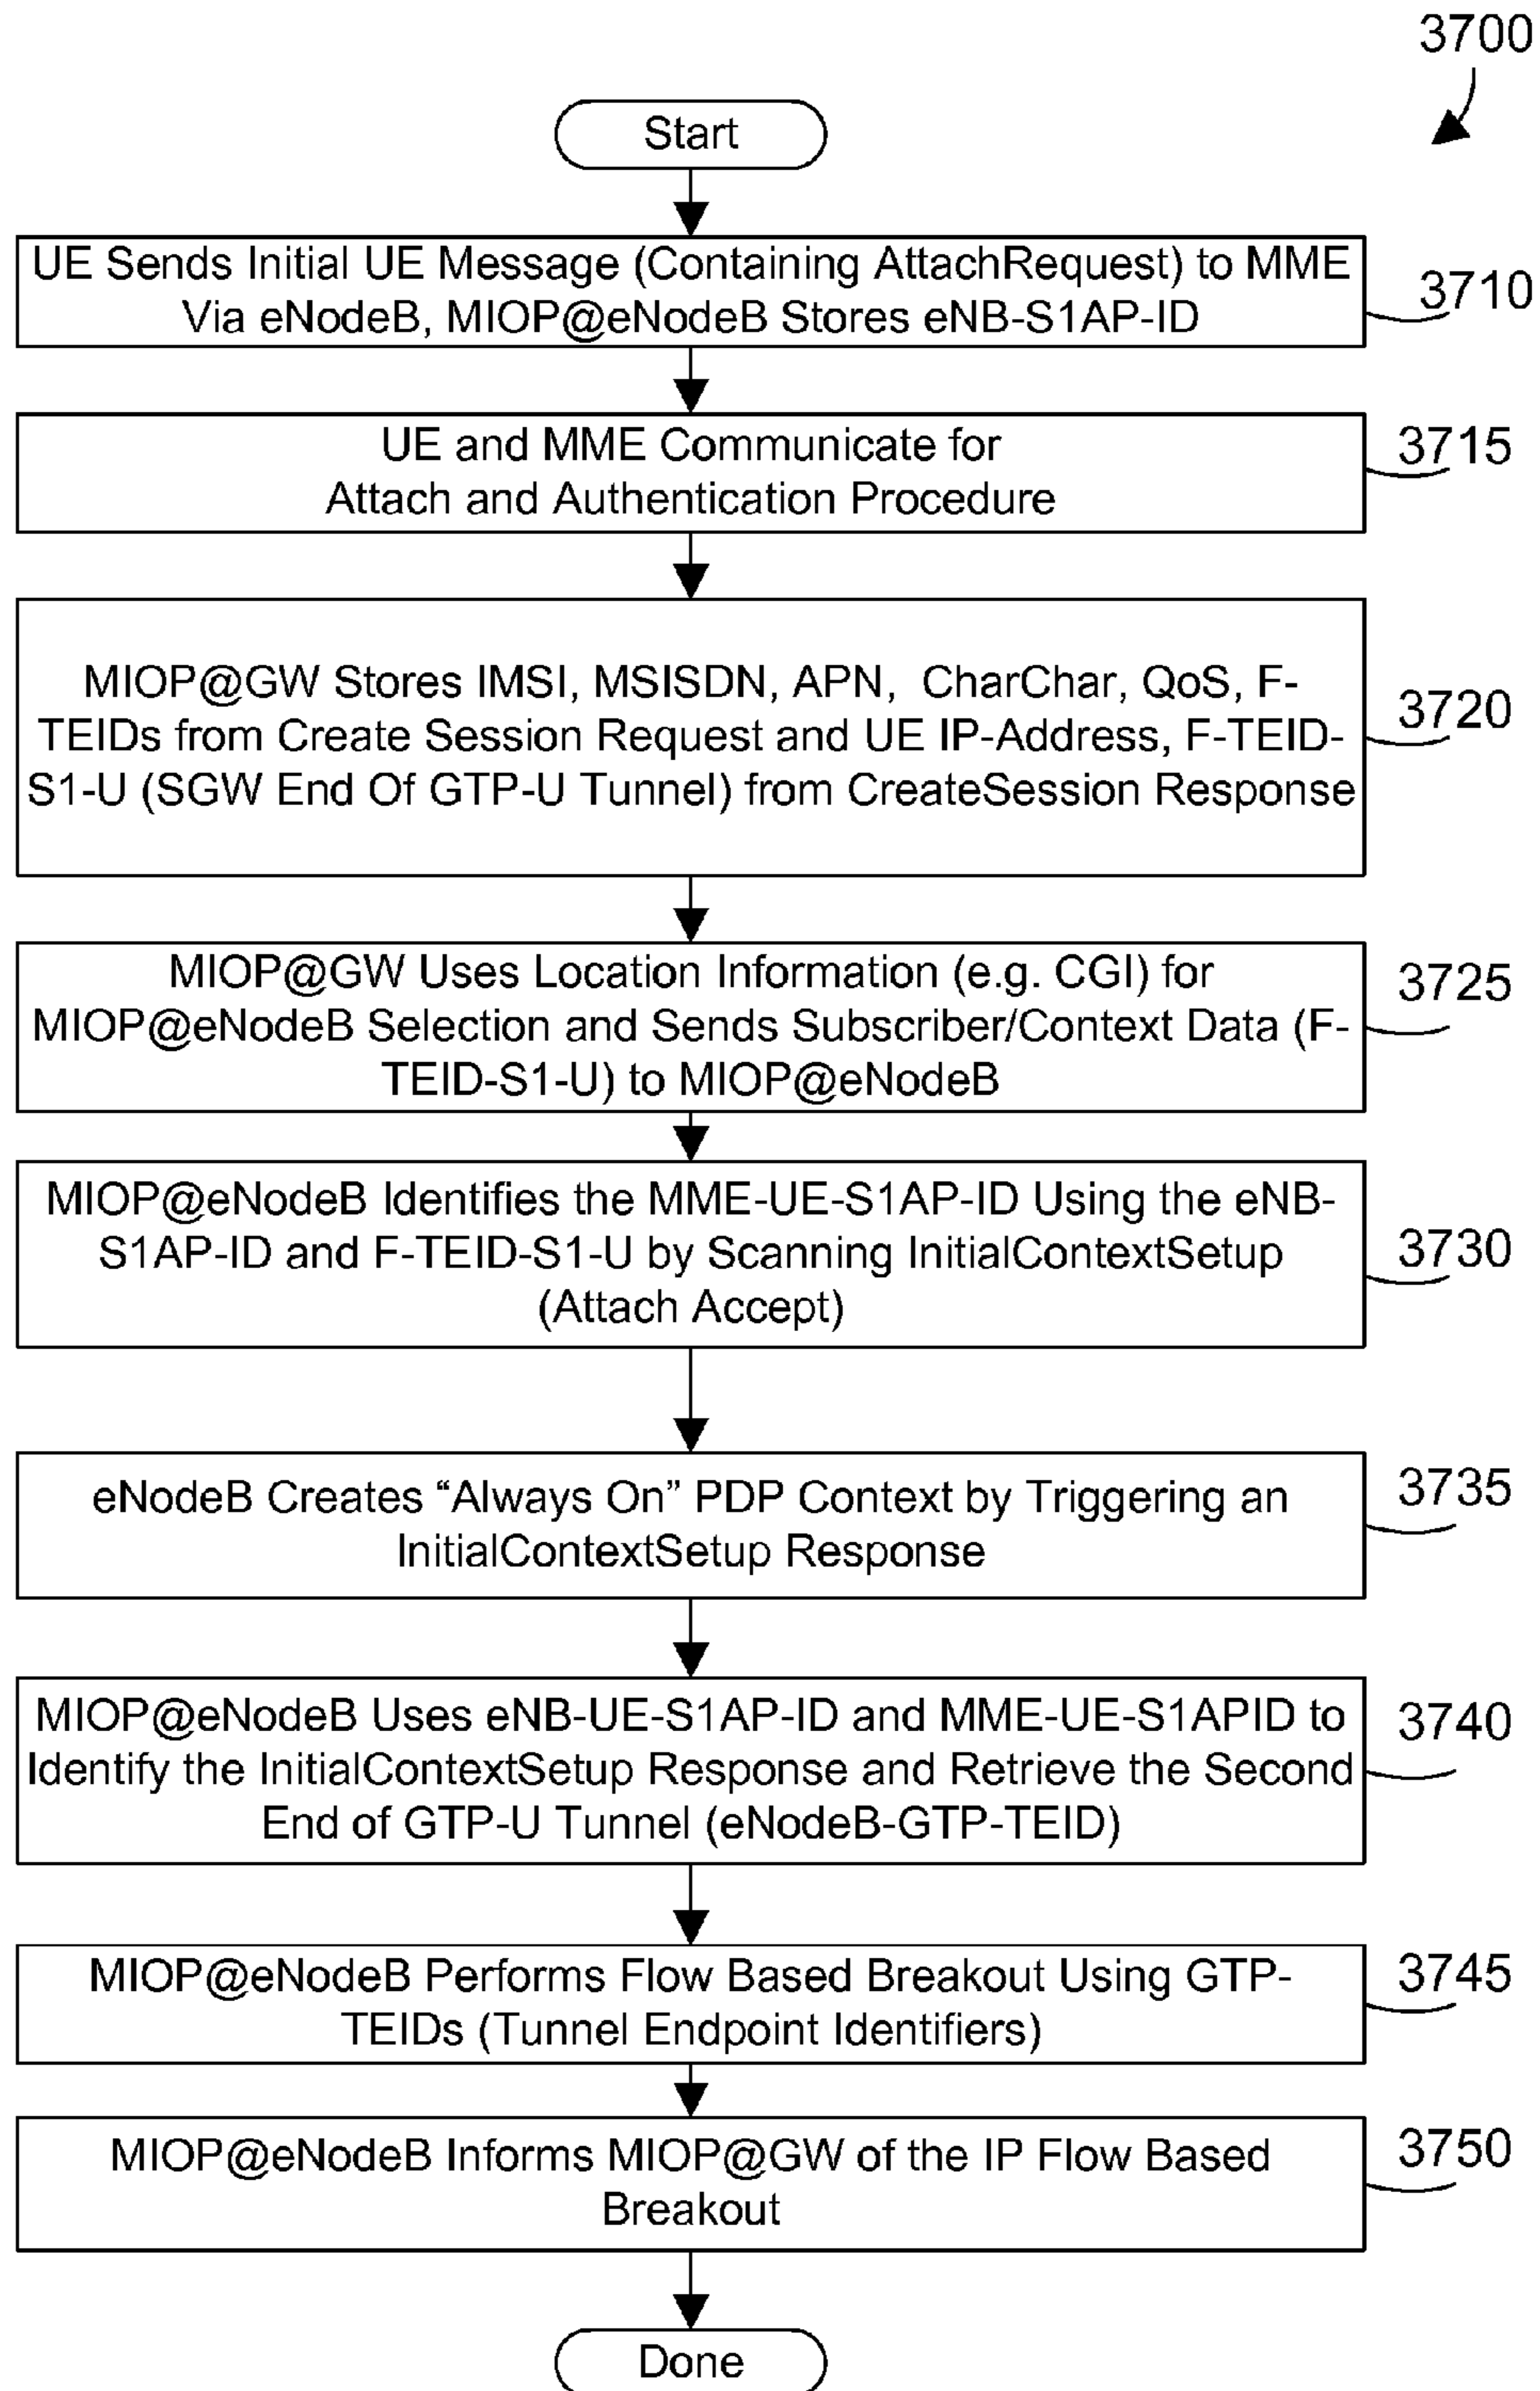 3700
Start
UE Sends Initial UE Message (Containing AttachRequest) to MME
Via eNodeB, MIOP@eNodeB Stores eNB-S1AP-ID
3710
UE and MME Communicate for
Attach and Authentication Procedure
3715
MIOP@GW Stores IMSI, MSISDN, APN, CharChar, QoS, F-
TEIDs from Create Session Request and UE IP-Address, F-TEID-
S1-U (SGW End Of GTP-U Tunnel) from CreateSession Response
3720
MIOP@GW Uses Location Information (e.g. CGI) for
MIOP@eNodeB Selection and Sends Subscriber/Context Data (F-
TEID-S1-U) to MIOP@eNodeB
3725
MIOP@eNodeB Identifies the MME-UE-S1AP-ID Using the eNB-
S1AP-ID and F-TEID-S1-U by Scanning InitialContextSetup
(Attach Accept)
3730
eNodeB Creates “Always On” PDP Context by Triggering an
InitialContextSetup Response
3735
MIOP@eNodeB Uses eNB-UE-S1AP-ID and MME-UE-S1APID to
Identify the InitialContextSetup Response and Retrieve the Second
End of GTP-U Tunnel (eNodeB-GTP-TEID)
3740
MIOP@eNodeB Performs Flow Based Breakout Using GTP-
TEIDs (Tunnel Endpoint Identifiers)
3745
MIOP@eNodeB Informs MIOP@GW of the IP Flow Based
Breakout
3750
Done